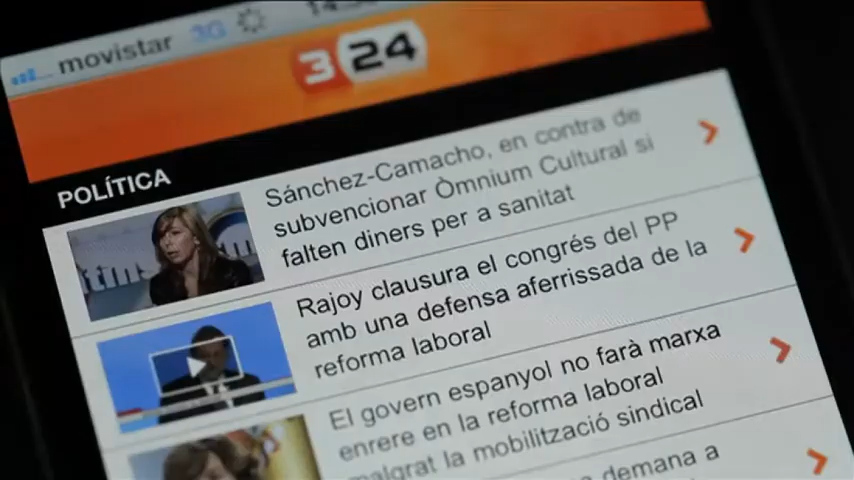 movistar 3G
3 24
POLÍTICA
Sánchez-Camacho, en contra de
subvencionar Òmnium Cultural si
falten diners per a sanitat
Rajoy clausura el congrés del PP
amb una defensa aferrissada de la
reforma laboral
El govern espanyol no farà marxa
enrere en la reforma laboral
malgrat la mobilització sindical
demana a